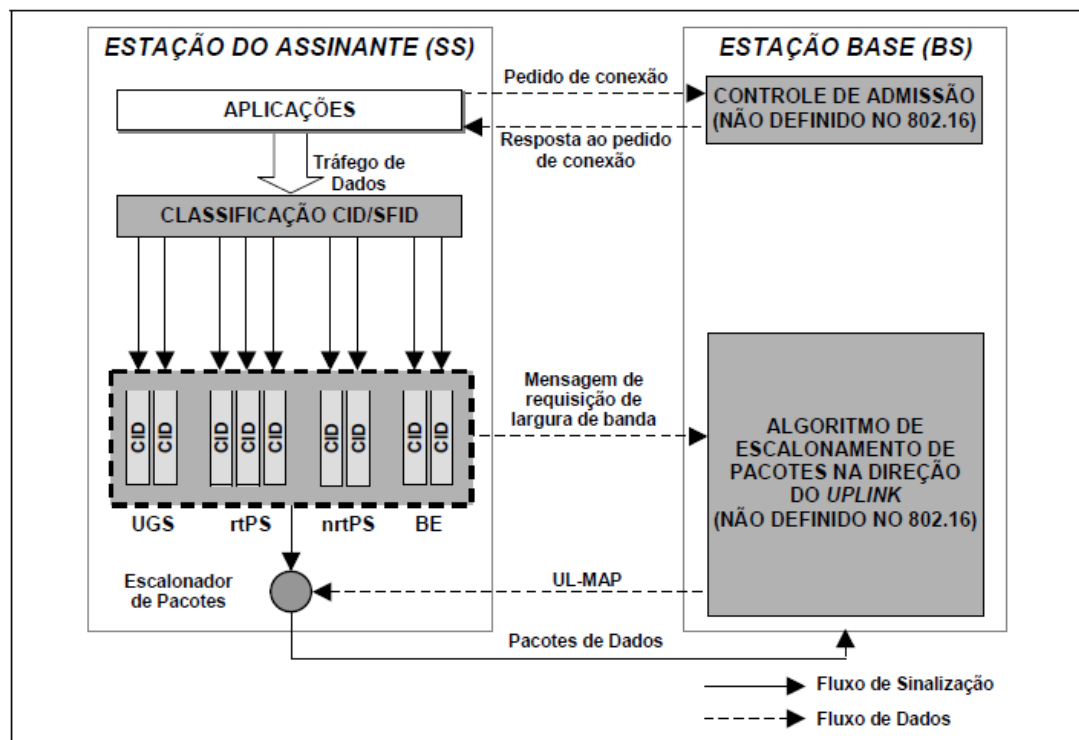 ESTAÇÃO DO ASSINANTE (SS)
ESTAÇÃO BASE (BS)
Pedido de conexão
APLICAÇÕES
CONTROLE DE ADMISSÃO
(NÃO DEFINIDO NO 802.16)
Resposta ao pedido
de conexão
Tráfego de
Dados
CLASSIFICAÇÃO CID/SFID
Mensagem de
requisição de
largura de banda
CID
CID
CID
CID
CID
CID
CID
CID
CID
ALGORITMO DE
ESCALONAMENTO DE
PACOTES NA DIREÇÃO
DO UPLINK
(NÃO DEFINIDO NO 802.16)
UGS
rtPS
nrtPS
BE
Escalonador
de Pacotes
UL-MAP
Pacotes de Dados
Fluxo de Sinalização
Fluxo de Dados